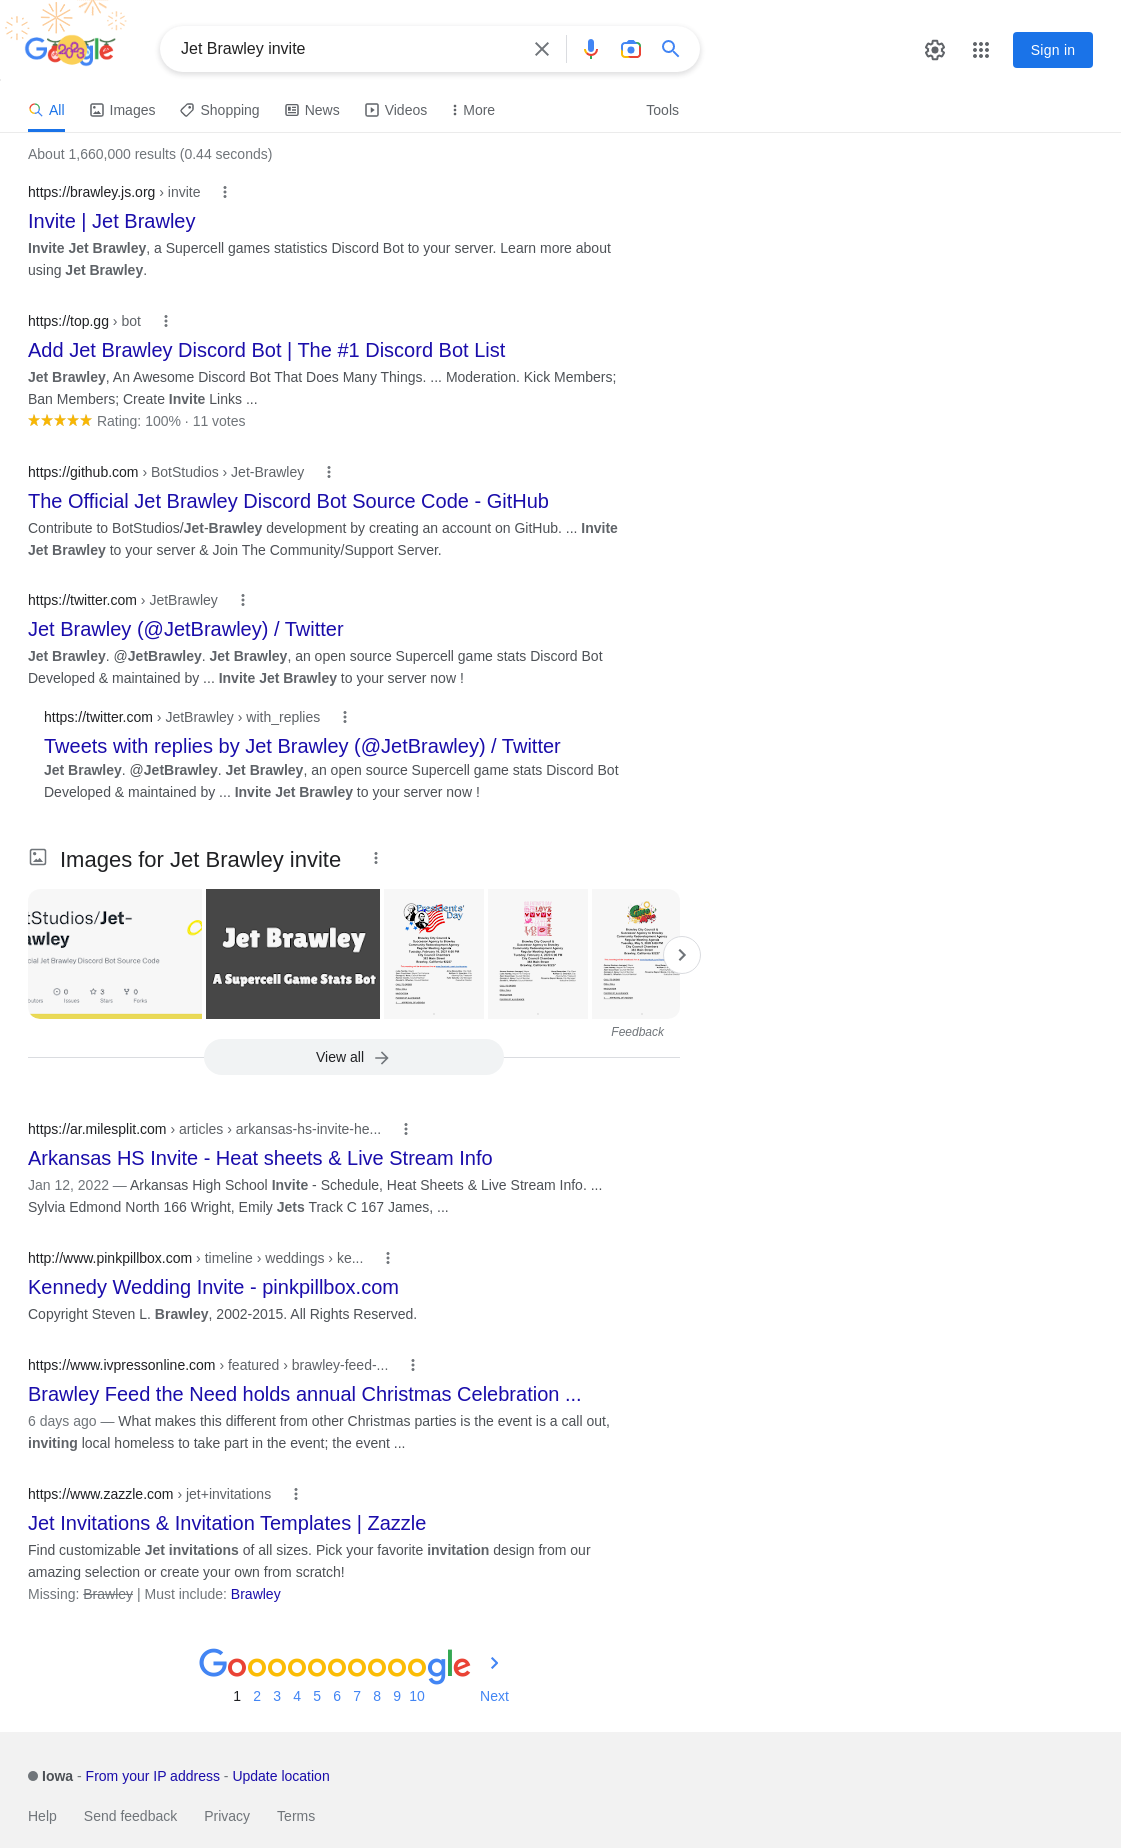 Google
Jet Brawley invite
Sign in
All Images Shopping News Videos More Tools
About 1,660,000 results (0.44 seconds)
https://brawley.js.org › invite
Invite | Jet Brawley
Invite Jet Brawley, a Supercell games statistics Discord Bot to your server. Learn more about
using Jet Brawley.
https://top.gg › bot
Add Jet Brawley Discord Bot | The #1 Discord Bot List
Jet Brawley, An Awesome Discord Bot That Does Many Things. ... Moderation. Kick Members;
Ban Members; Create Invite Links ...
Rating: 100% · 11 votes
https://github.com › BotStudios › Jet-Brawley
The Official Jet Brawley Discord Bot Source Code - GitHub
Contribute to BotStudios/Jet-Brawley development by creating an account on GitHub. ... Invite
Jet Brawley to your server & Join The Community/Support Server.
https://twitter.com › JetBrawley
Jet Brawley (@JetBrawley) / Twitter
Jet Brawley. @JetBrawley. Jet Brawley, an open source Supercell game stats Discord Bot
Developed & maintained by ... Invite Jet Brawley to your server now !
https://twitter.com › JetBrawley › with_replies
Tweets with replies by Jet Brawley (@JetBrawley) / Twitter
Jet Brawley. @JetBrawley. Jet Brawley, an open source Supercell game stats Discord Bot
Developed & maintained by ... Invite Jet Brawley to your server now !
Images for Jet Brawley invite
tStudios/Jet-
awley
cial Jet Brawley Discord Bot Source Code
0 3 0
Issues Stars Forks
Jet Brawley
A Supercell Game Stats Bot
Presidents'
Day
Feedback
View all
https://ar.milesplit.com › articles › arkansas-hs-invite-he...
Arkansas HS Invite - Heat sheets & Live Stream Info
Jan 12, 2022 — Arkansas High School Invite - Schedule, Heat Sheets & Live Stream Info. ...
Sylvia Edmond North 166 Wright, Emily Jets Track C 167 James, ...
http://www.pinkpillbox.com › timeline › weddings › ke...
Kennedy Wedding Invite - pinkpillbox.com
Copyright Steven L. Brawley, 2002-2015. All Rights Reserved.
https://www.ivpressonline.com › featured › brawley-feed-...
Brawley Feed the Need holds annual Christmas Celebration ...
6 days ago — What makes this different from other Christmas parties is the event is a call out,
inviting local homeless to take part in the event; the event ...
https://www.zazzle.com › jet+invitations
Jet Invitations & Invitation Templates | Zazzle
Find customizable Jet invitations of all sizes. Pick your favorite invitation design from our
amazing selection or create your own from scratch!
Missing: Brawley | Must include: Brawley
Goooooooooogle
1 2 3 4 5 6 7 8 9 10 Next
Iowa - From your IP address - Update location
Help Send feedback Privacy Terms